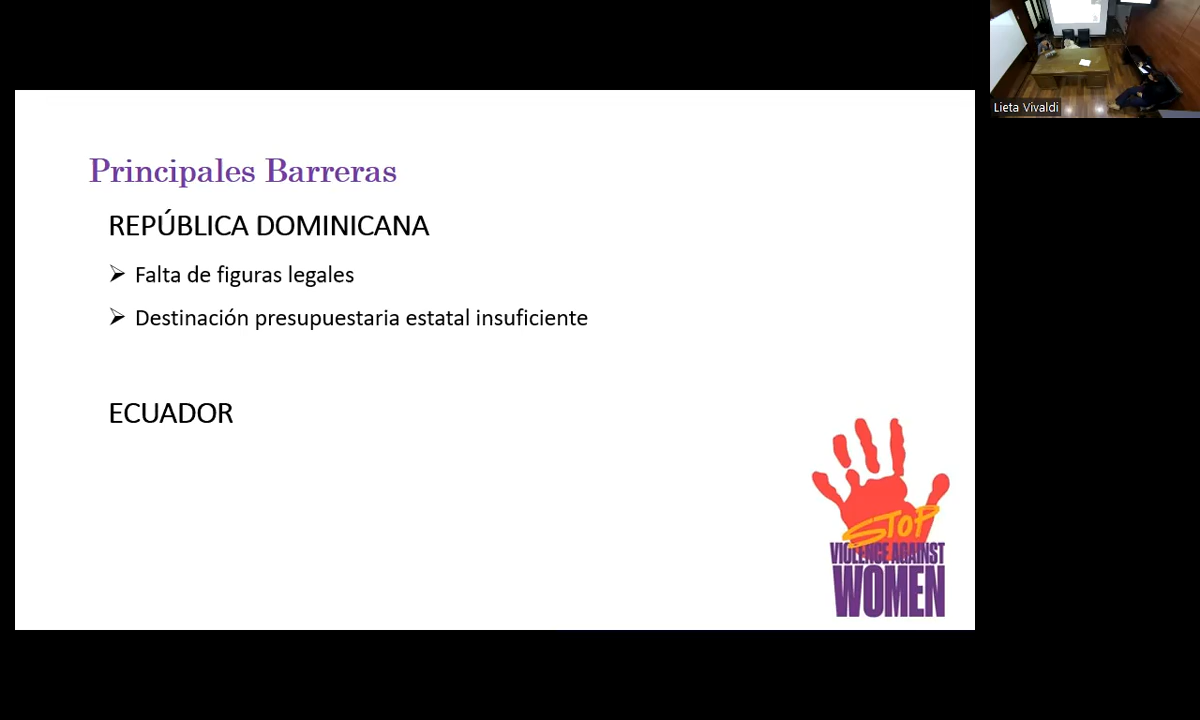 Principales Barreras
REPÚBLICA DOMINICANA
Falta de figuras legales
Destinación presupuestaria estatal insuficiente
ECUADOR
STOP
VIOLENCE AGAINST
WOMEN
Lieta Vivaldi